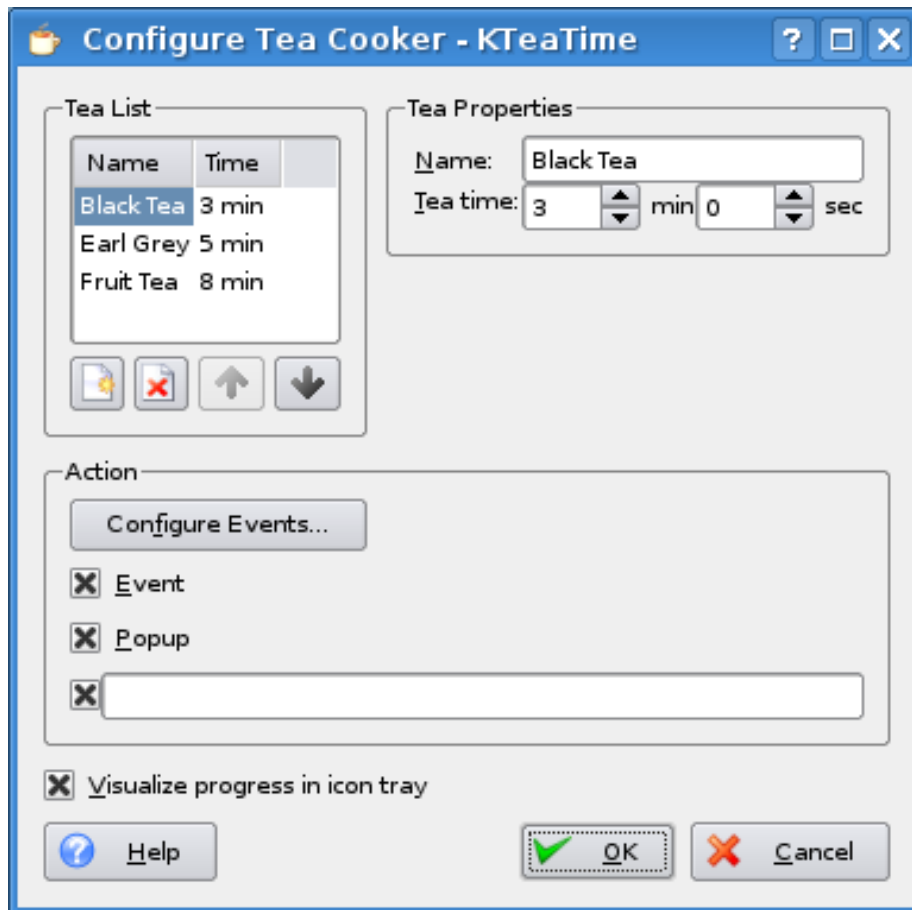 Configure Tea Cooker - KTeaTime
Tea List
Name Time
Black Tea 3 min
Earl Grey 5 min
Fruit Tea 8 min
Tea Properties
Name: Black Tea
Tea time: 3 min 0 sec
Action
Configure Events...
Event
Popup
Visualize progress in icon tray
Help OK Cancel